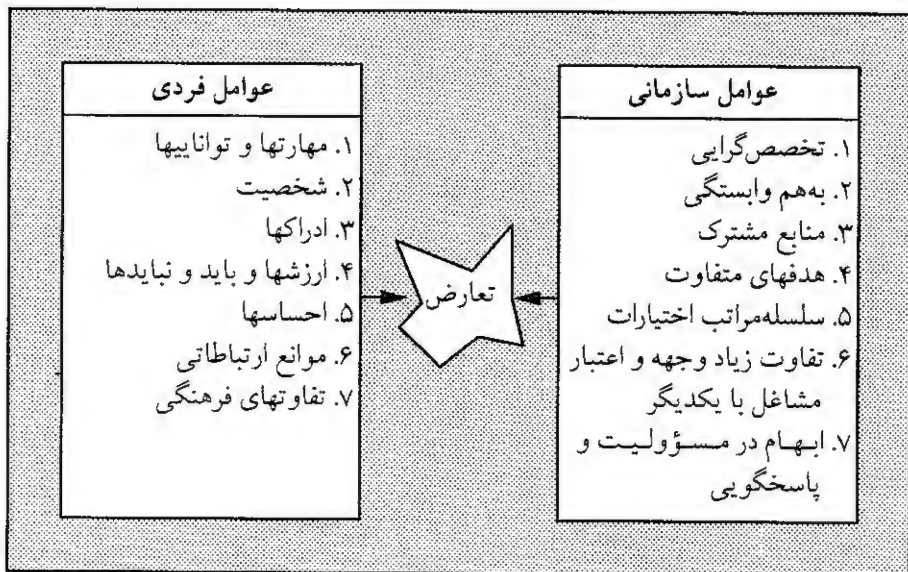 عوامل سازمانی
۱. تخصص‌گرایی
۲. به‌هم وابستگی
۳. منابع مشترک
۴. هدفهای متفاوت
۵. سلسله‌مراتب اختیارات
۶. تفاوت زیاد وجهه و اعتبار
مشاغل با یکدیگر
۷. ابهام در مسؤولیت و
پاسخگویی
تعارض
عوامل فردی
۱. مهارتها و تواناییها
۲. شخصیت
۳. ادراکها
۴. ارزشها و باید و نبایدها
۵. احساسها
۶. موانع ارتباطاتی
۷. تفاوتهای فرهنگی